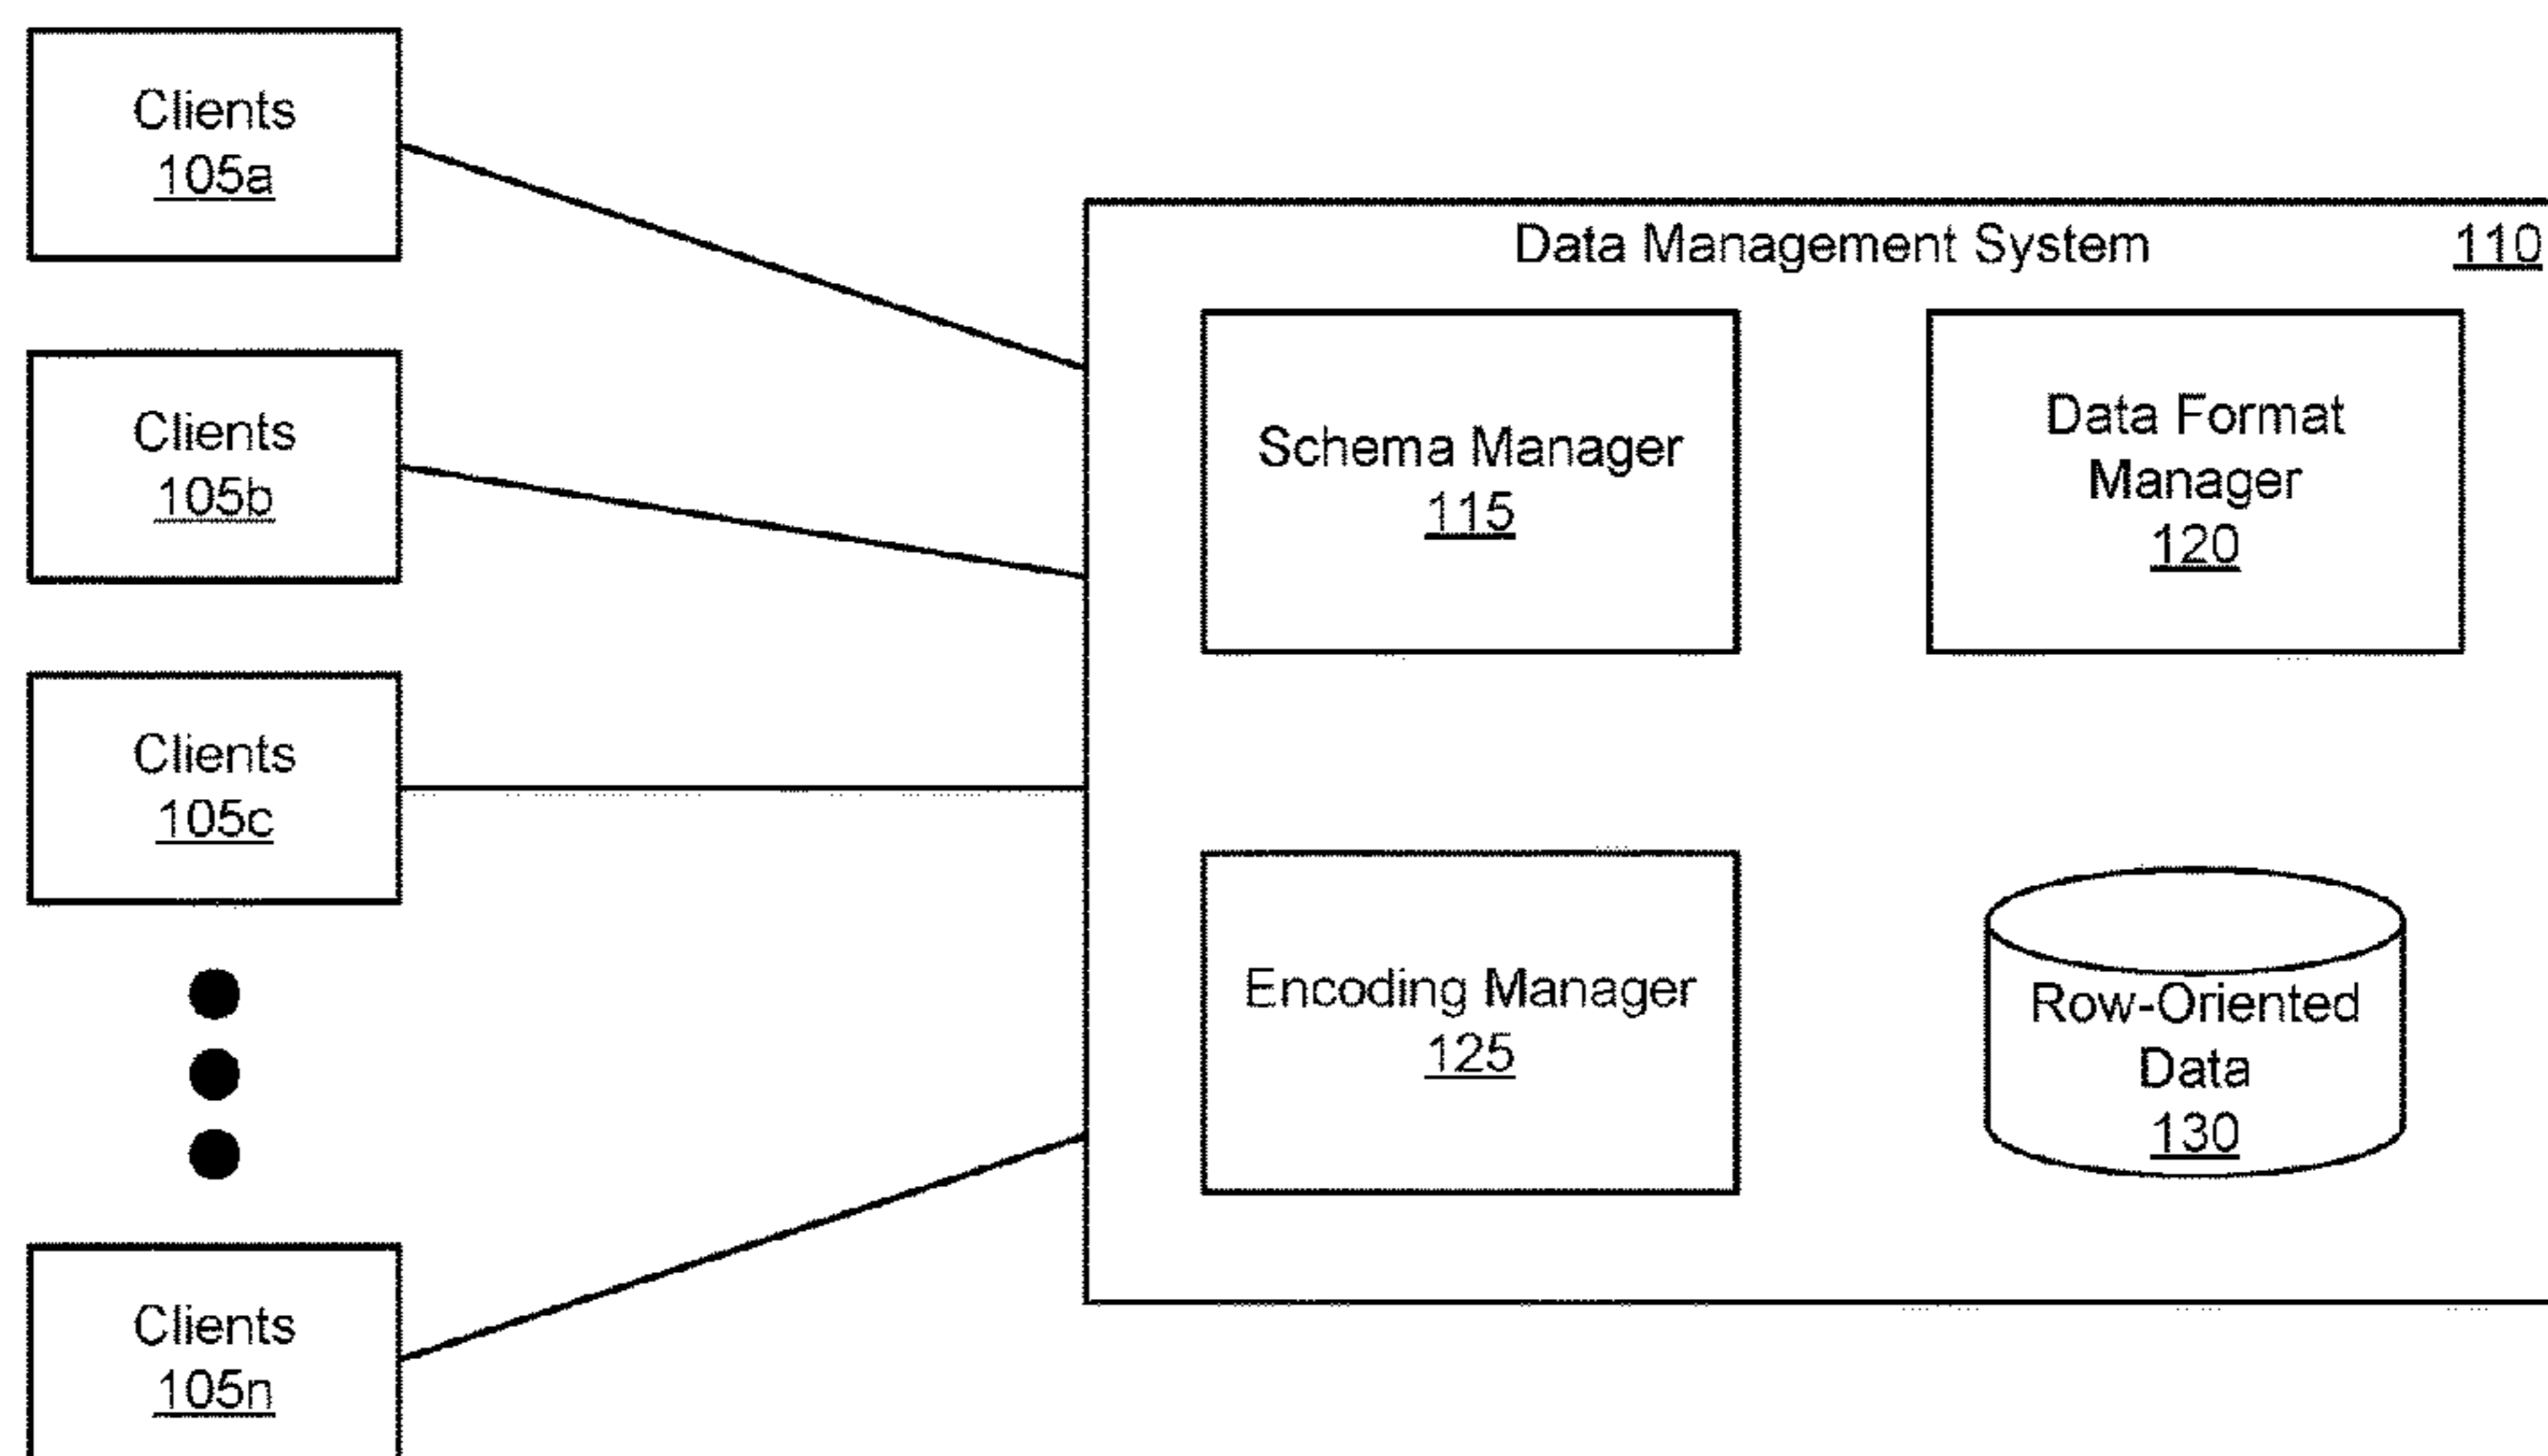 Clients
105a
Clients
105b
Clients
105c
Clients
105n
Data Management System 110
Schema Manager
115
Data Format
Manager
120
Encoding Manager
125
Row-Oriented
Data
130